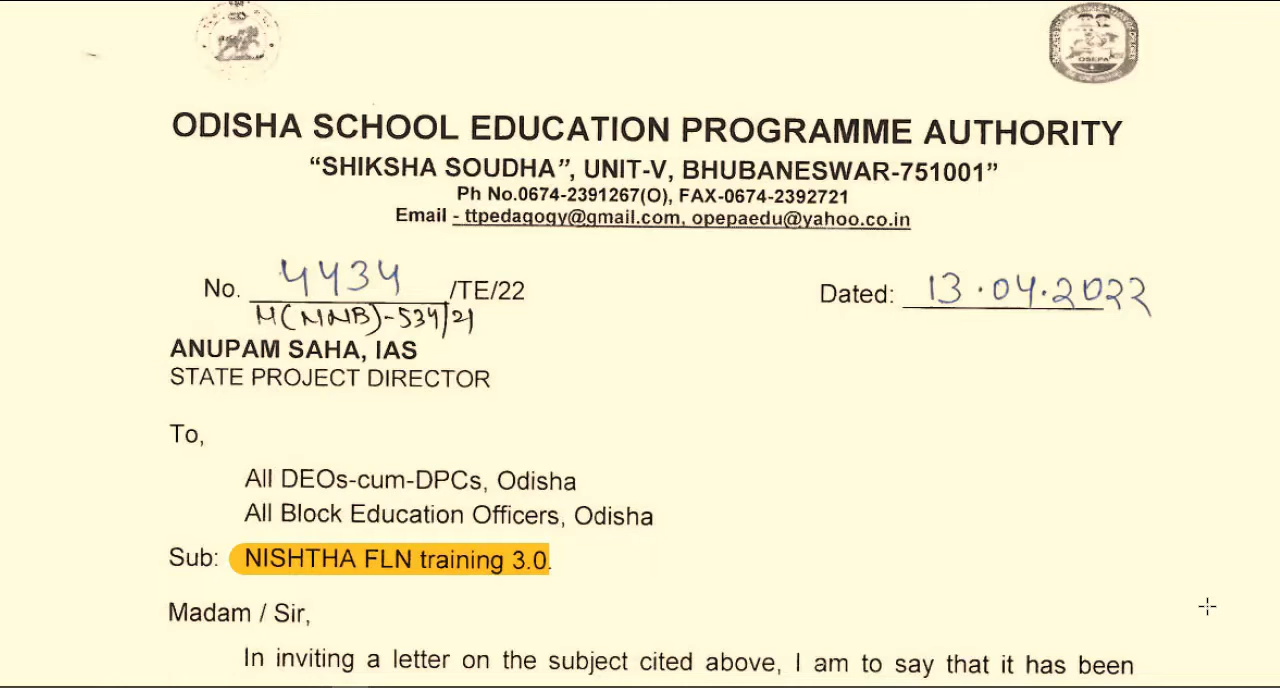 OSEPA
ODISHA SCHOOL EDUCATION PROGRAMME AUTHORITY
“SHIKSHA SOUDHA”, UNIT-V, BHUBANESWAR-751001”
Ph No.0674-2391267(O), FAX-0674-2392721
Email - ttpedagogy@gmail.com, opepaedu@yahoo.co.in
No. 4434 /TE/22 Dated: 13.04.2022
M(MNB)-534/21
ANUPAM SAHA, IAS
STATE PROJECT DIRECTOR
To,
All DEOs-cum-DPCs, Odisha
All Block Education Officers, Odisha
Sub: NISHTHA FLN training 3.0.
Madam / Sir,
In inviting a letter on the subject cited above, I am to say that it has been